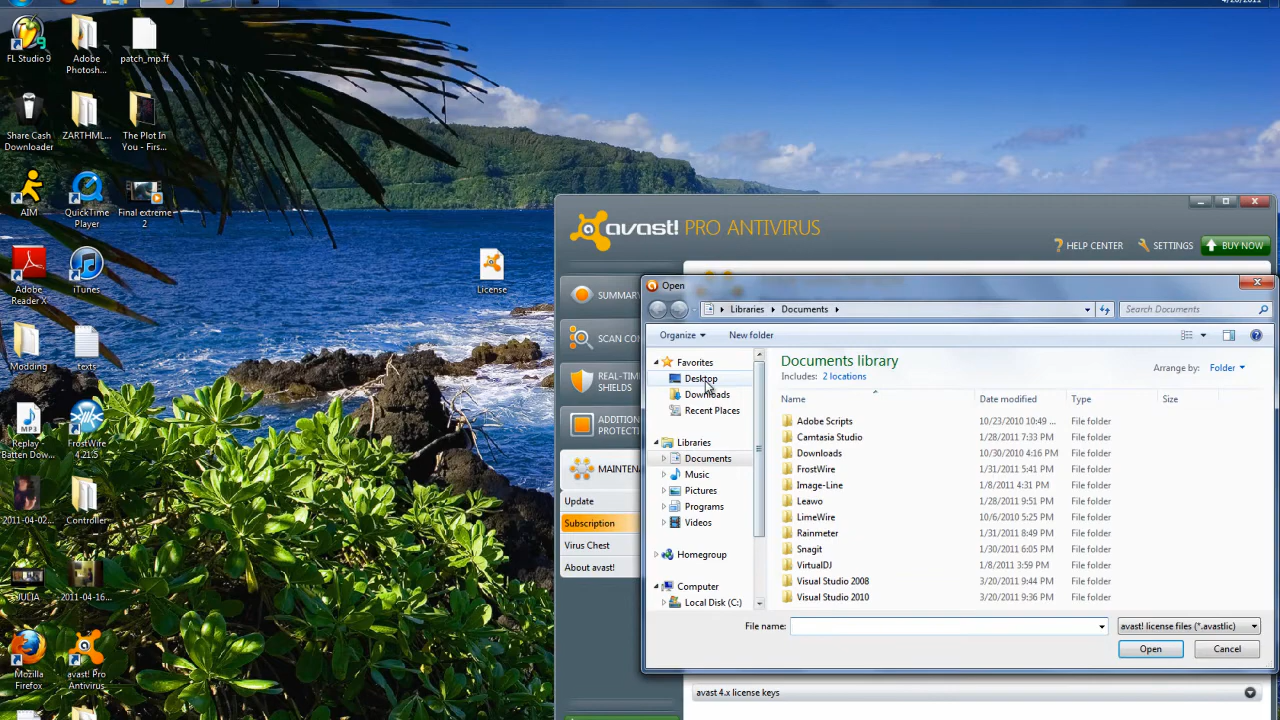 FL Studio 9
Adobe
Photosh...
patch_mp.ff
Share Cash
Downloader
ZARTHML...
The Plot In
You - Firs...
AIM
QuickTime
Player
Final extreme
2
Adobe
Reader X
iTunes
License
Modding
texts
Replay -
Batten Dow...
FrostWire
4.21.5
2011-04-02...
Controller
JULIA
2011-04-16...
Mozilla
Firefox
avast! Pro
Antivirus
avast! PRO ANTIVIRUS
HELP CENTER
SETTINGS
BUY NOW
SUMMARY
SCAN CO
REAL-TIM
SHIELDS
ADDITION
PROTECTI
MAINTENA
Update
Subscription
Virus Chest
About avast!
Open
Libraries
Documents
Search Documents
Organize
New folder
Favorites
Desktop
Downloads
Recent Places
Libraries
Documents
Music
Pictures
Programs
Videos
Homegroup
Computer
Local Disk (C:)
Documents library
Includes: 2 locations
Arrange by: Folder
Name Date modified Type Size
Adobe Scripts 10/23/2010 10:49 ... File folder
Camtasia Studio 1/28/2011 7:33 PM File folder
Downloads 10/30/2010 4:16 PM File folder
FrostWire 1/31/2011 5:41 PM File folder
Image-Line 1/8/2011 4:31 PM File folder
Leawo 1/28/2011 9:51 PM File folder
LimeWire 10/6/2010 5:25 PM File folder
Rainmeter 1/31/2011 8:49 PM File folder
Snagit 1/30/2011 6:05 PM File folder
VirtualDJ 1/8/2011 3:59 PM File folder
Visual Studio 2008 3/20/2011 9:44 PM File folder
Visual Studio 2010 3/20/2011 9:36 PM File folder
File name:
avast! license files (*.avastlic)
Open
Cancel
avast 4.x license keys